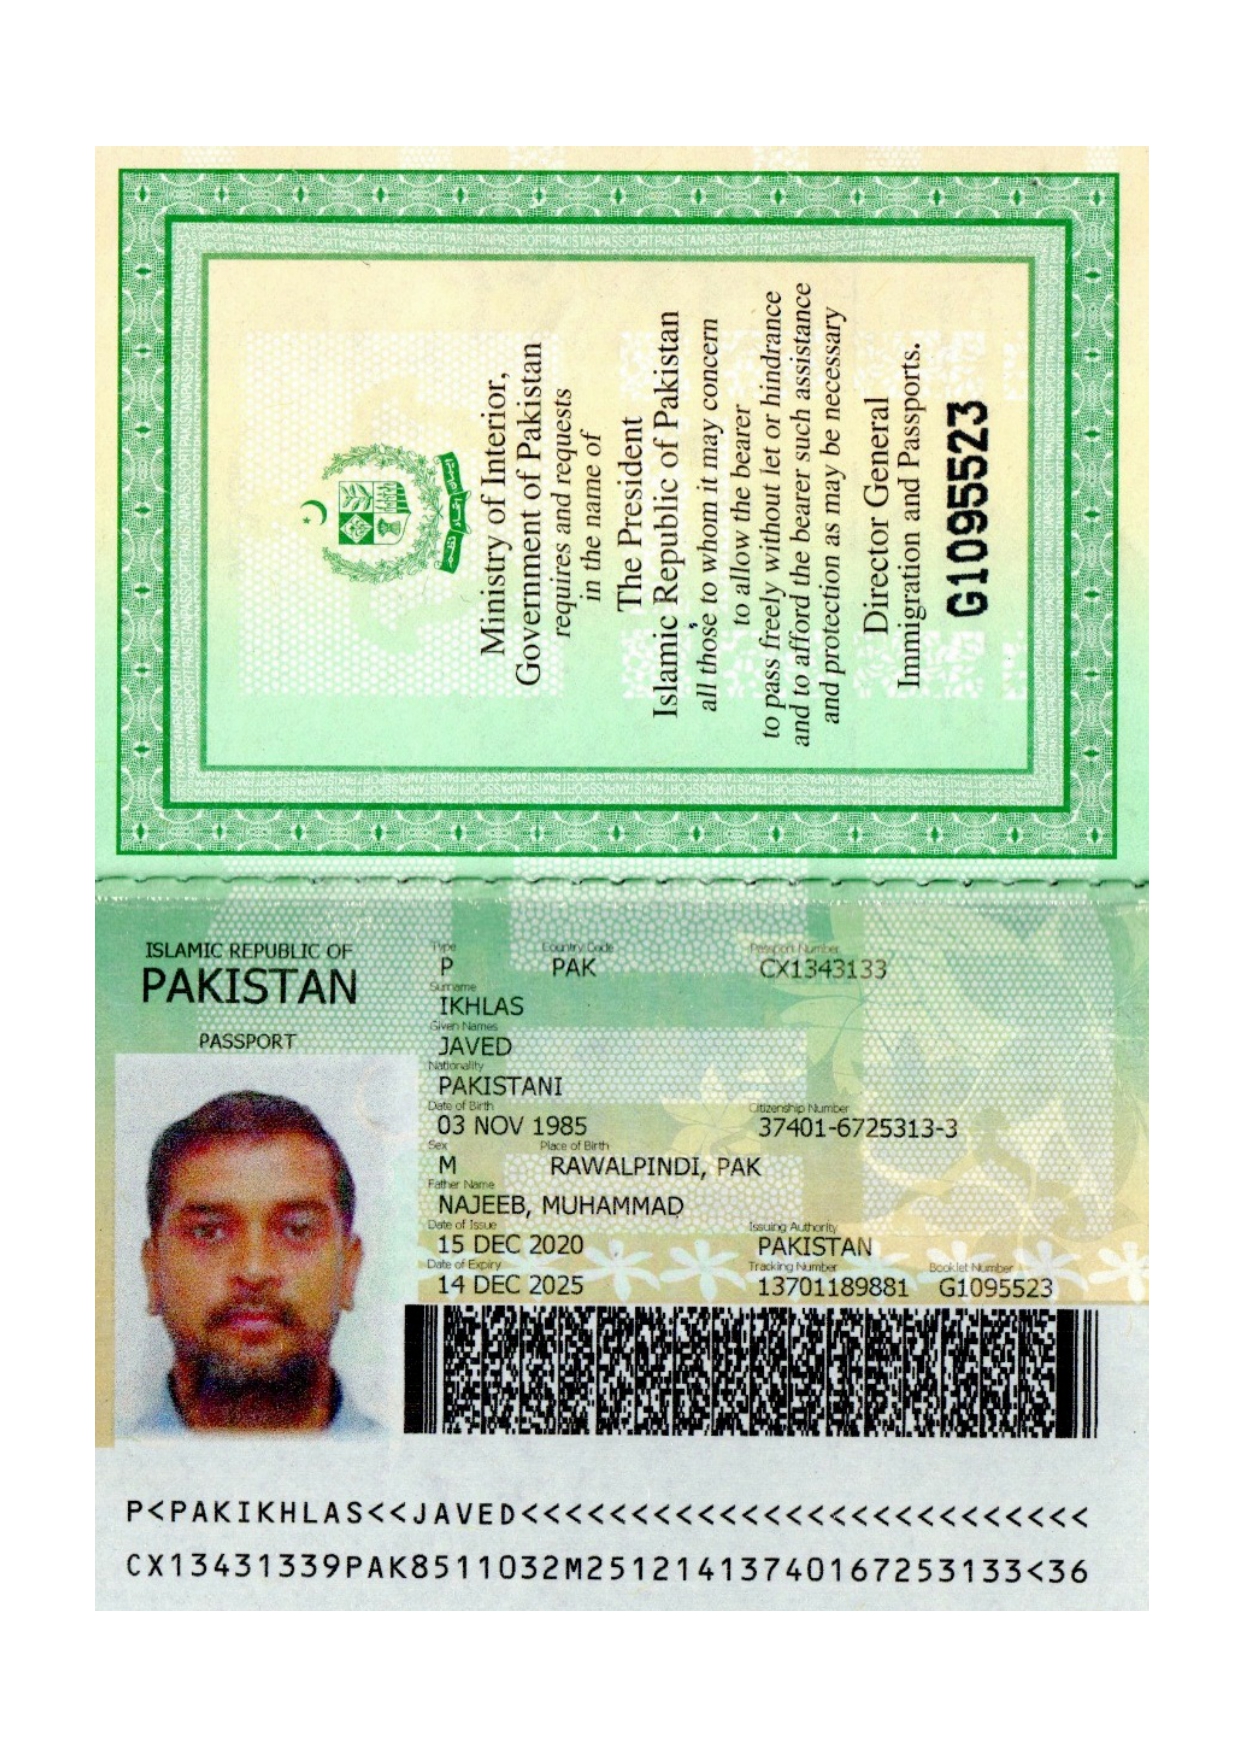 Ministry of Interior,
Government of Pakistan
requires and requests
in the name of
The President
Islamic Republic of Pakistan
all those to whom it may concern
to allow the bearer
to pass freely without let or hindrance
and to afford the bearer such assistance
and protection as may be necessary
Director General
Immigration and Passports.
G1095523
ISLAMIC REPUBLIC OF
PAKISTAN
PASSPORT
Type Country Code Passport Number
P PAK CX1343133
Surname
IKHLAS
Given Names
JAVED
Nationality
PAKISTANI
Date of Birth Citizenship Number
03 NOV 1985 37401-6725313-3
Sex Place of Birth
M RAWALPINDI, PAK
Father Name
NAJEEB, MUHAMMAD
Date of Issue Issuing Authority
15 DEC 2020 PAKISTAN
Date of Expiry Tracking Number Booklet Number
14 DEC 2025 13701189881 G1095523
P<PAKIKHLAS<<JAVED<<<<<<<<<<<<<<<<<<<<<<<<<<
CX13431339PAK8511032M25121413740167253133<36